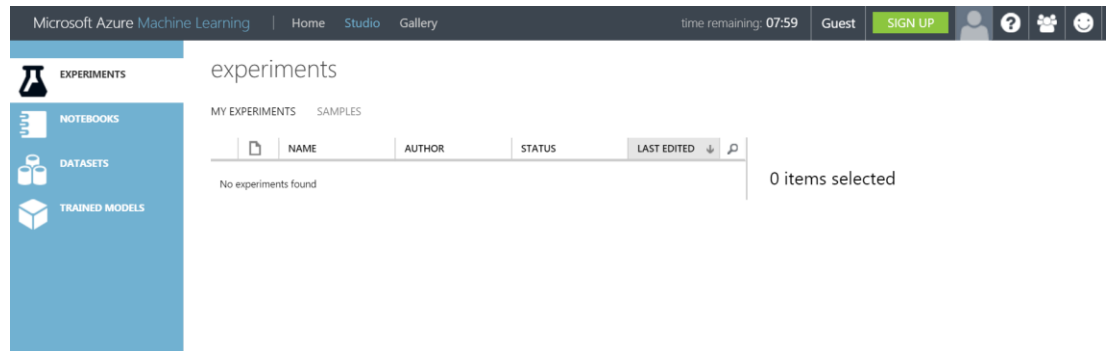 Microsoft Azure Machine Learning | Home Studio Gallery time remaining: 07:59 Guest SIGN UP
EXPERIMENTS
NOTEBOOKS
DATASETS
TRAINED MODELS
experiments
MY EXPERIMENTS SAMPLES
NAME AUTHOR STATUS LAST EDITED
No experiments found
0 items selected